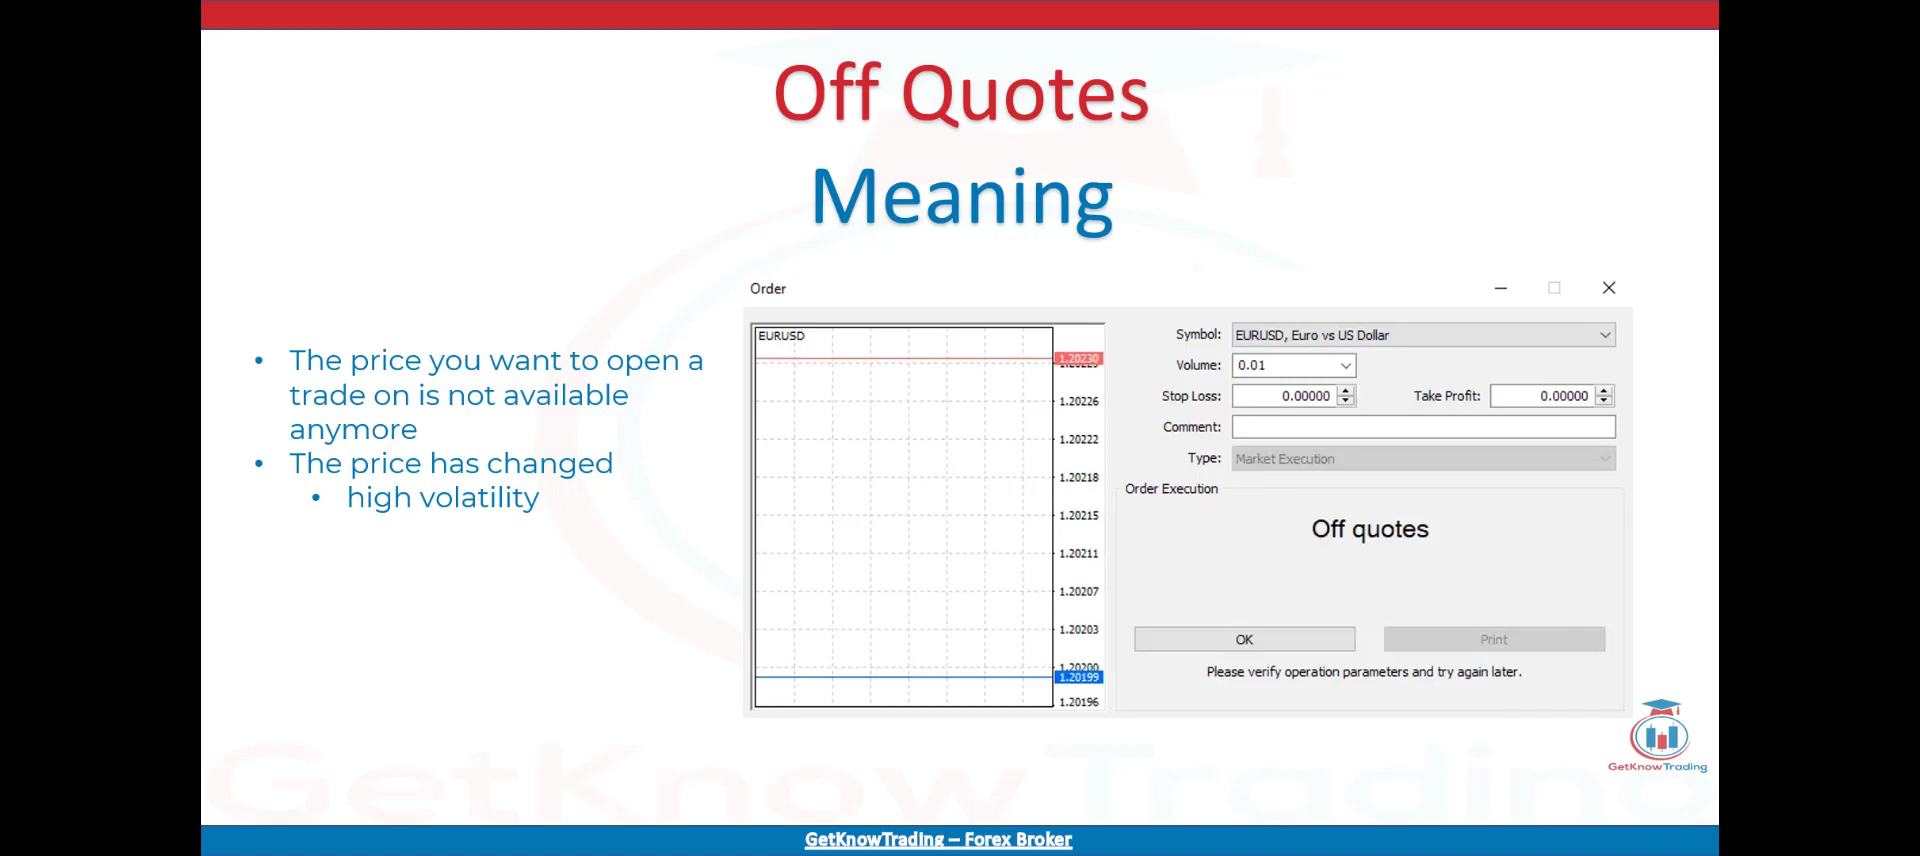 Off Quotes
Meaning
• The price you want to open a
trade on is not available
anymore
• The price has changed
• high volatility
Order
EURUSD
1.20230
1.20226
1.20222
1.20218
1.20215
1.20211
1.20207
1.20203
1.20200
1.20199
1.20196
Symbol: EURUSD, Euro vs US Dollar
Volume: 0.01
Stop Loss: 0.00000 Take Profit: 0.00000
Comment:
Type: Market Execution
Order Execution
Off quotes
OK Print
Please verify operation parameters and try again later.
GetKnowTrading
GetKnowTrading
GetKnowTrading – Forex Broker